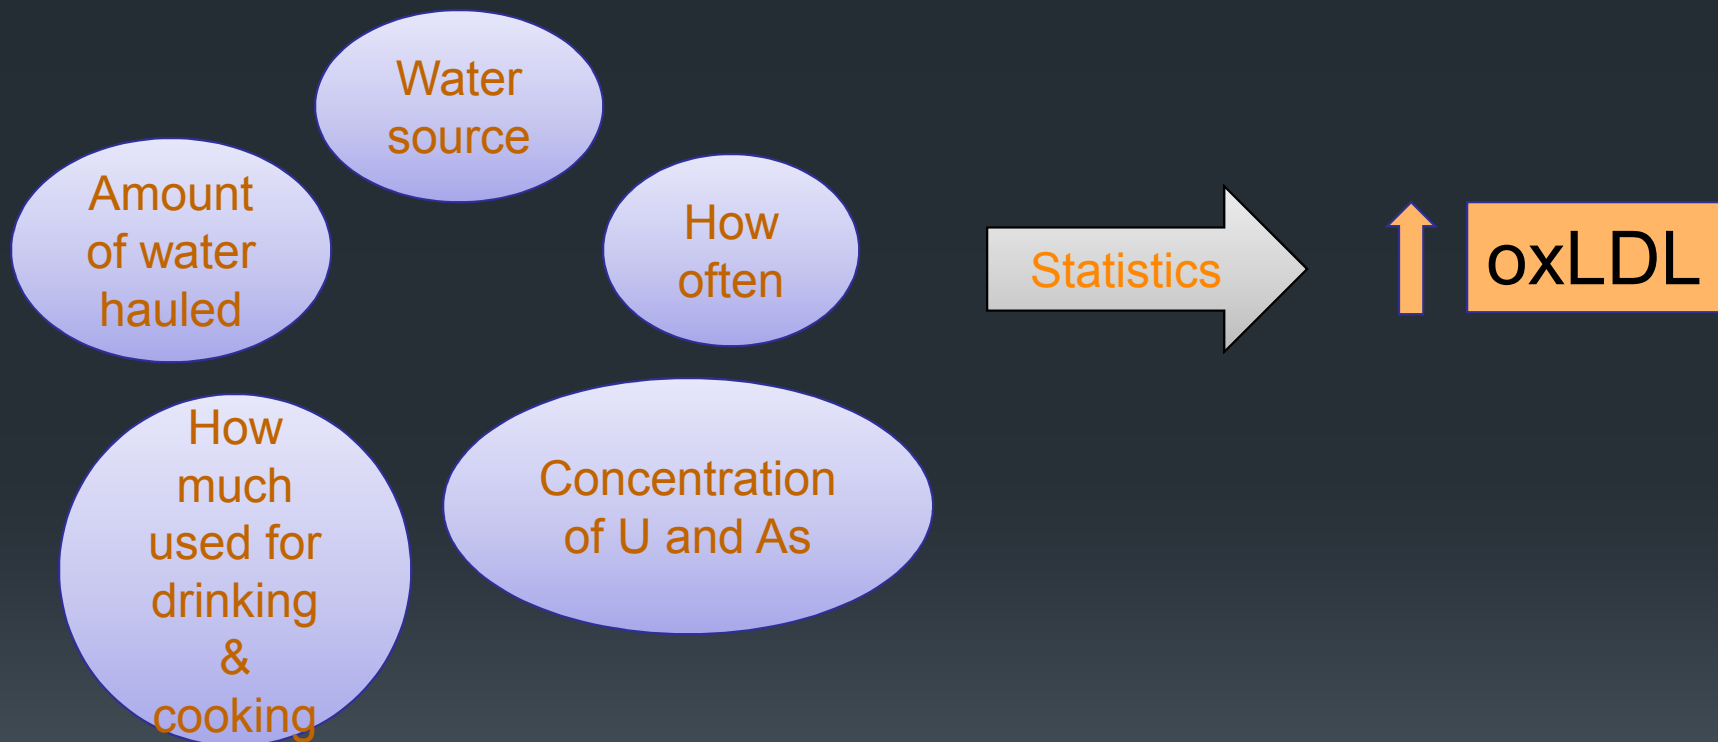 Water
source
Amount
of water
hauled
How
often
Statistics
oxLDL
How
much
used for
drinking
&
cooking
Concentration
of U and As